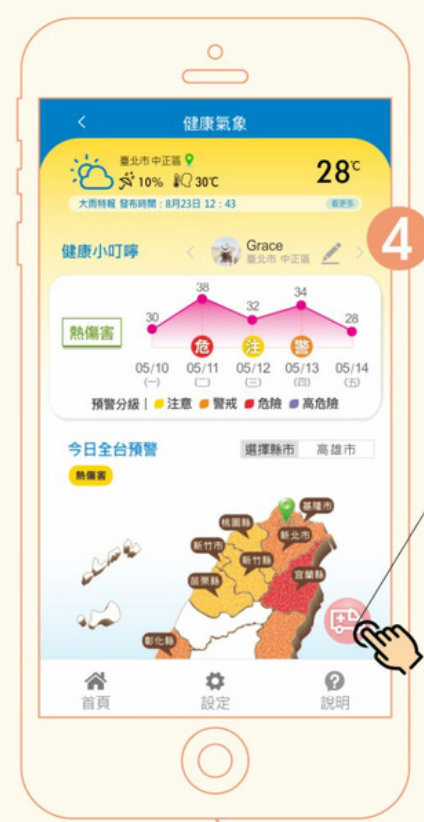 健康氣象
臺北市 中正區
10% 30℃
28℃
大雨特報 發布時間：8月23日 12：43 看更多
4
健康小叮嚀
Grace
臺北市 中正區
熱傷害
30 38 32 34 28
危 注 警
05/10 05/11 05/12 05/13 05/14
(一) (二) (三) (四) (五)
預警分級｜注意 警戒 危險 高危險
今日全台預警 選擇縣市 高雄市
熱傷害
基隆市
桃園縣
新北市
新竹市
新竹縣
苗栗縣
宜蘭縣
彰化縣
首頁 設定 說明